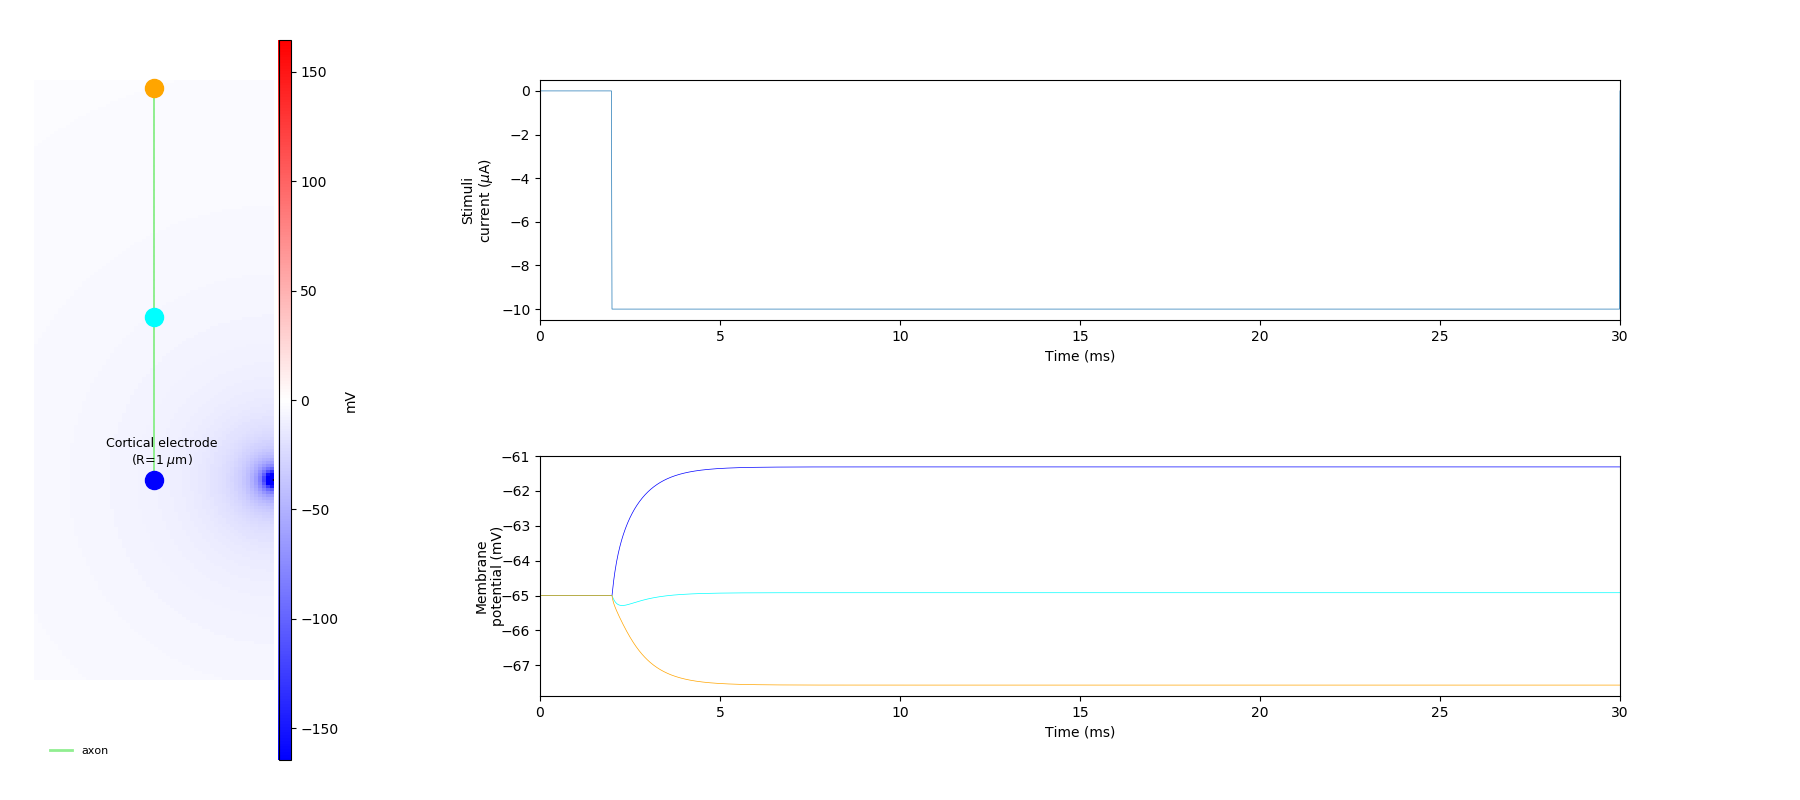 Cortical electrode
(R=1 μm)
axon
150
100
50
0
−50
−100
−150
mV
0
−2
−4
−6
−8
−10
Stimuli
current (μA)
0 5 10 15 20 25 30
Time (ms)
−61
−62
−63
−64
−65
−66
−67
Membrane
potential (mV)
0 5 10 15 20 25 30
Time (ms)